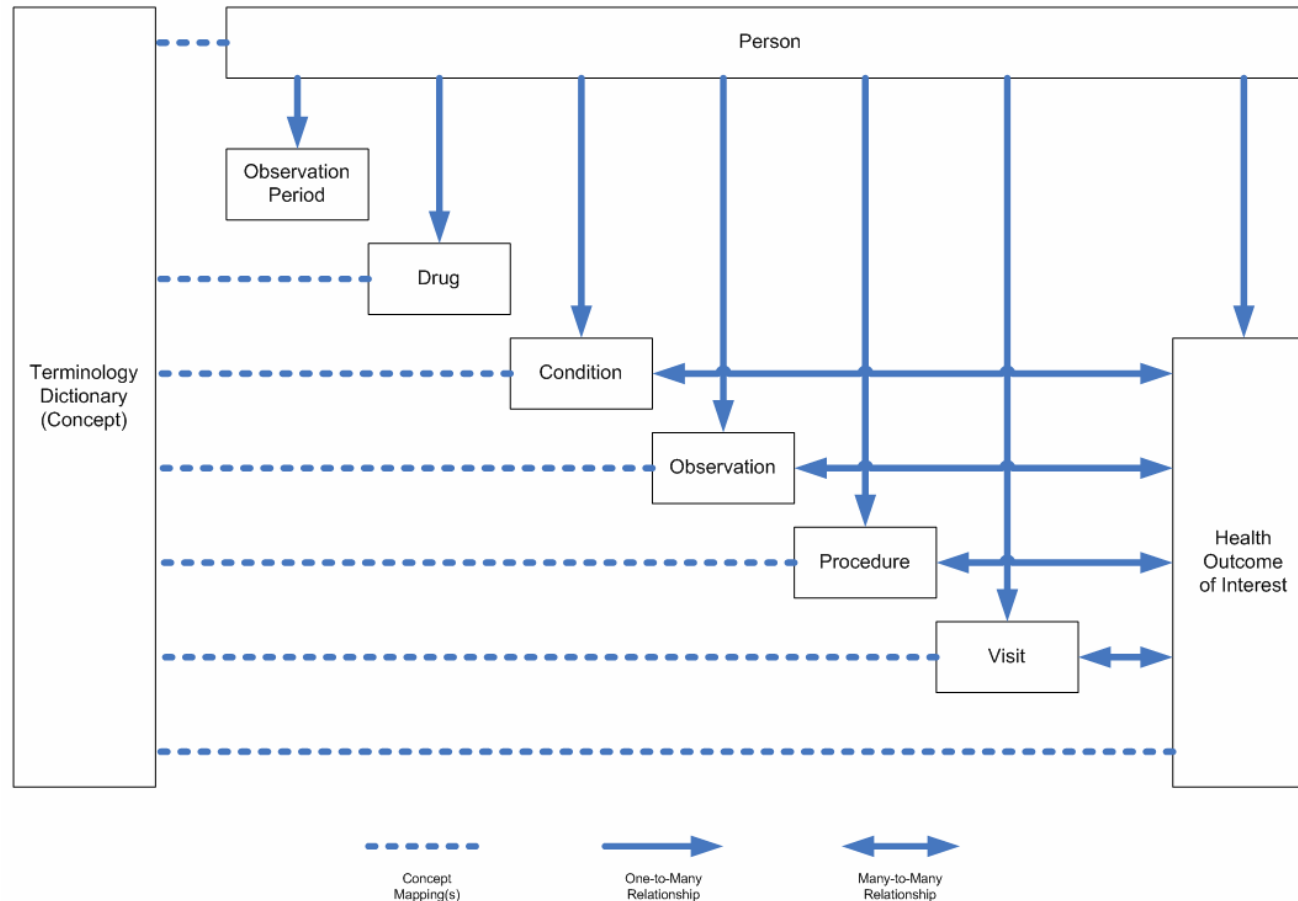 Person
Observation
Period
Drug
Terminology
Dictionary
(Concept)
Condition
Observation
Procedure
Health
Outcome
of Interest
Visit
Concept
Mapping(s)
One-to-Many
Relationship
Many-to-Many
Relationship